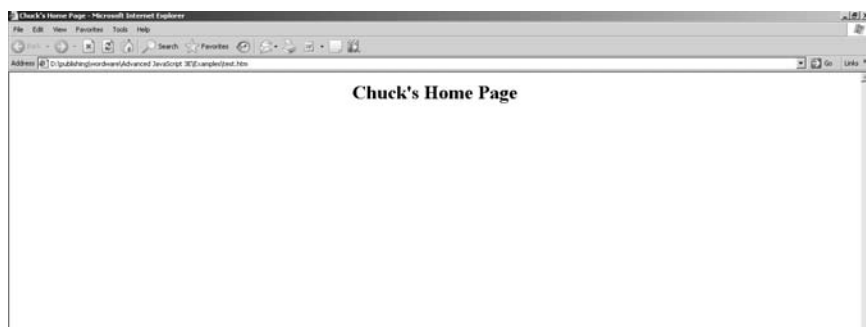 Chuck's Home Page - Microsoft Internet Explorer
File Edit View Favorites Tools Help
Back Search Favorites
Address D:\publishing\wordware\Advanced JavaScript 3E\Examples\test.htm Go Links
Chuck's Home Page